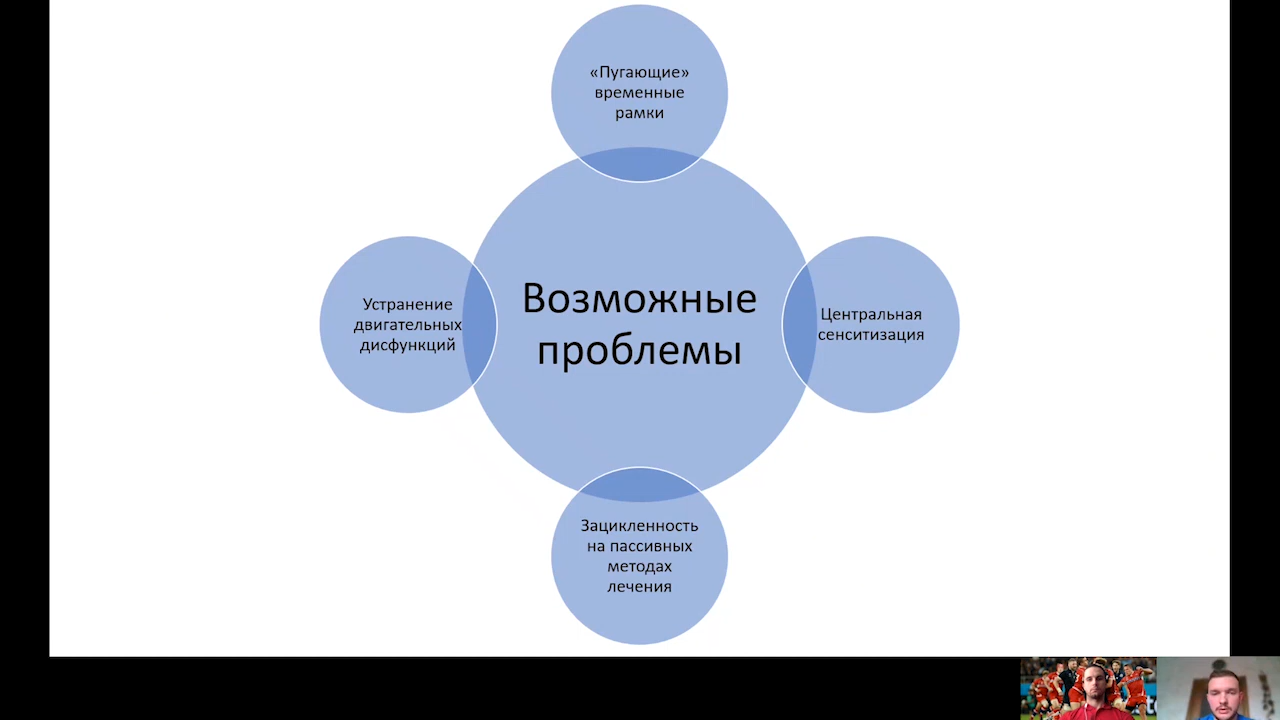 «Пугающие»
временные
рамки
Возможные
проблемы
Устранение
двигательных
дисфункций
Центральная
сенситизация
Зацикленность
на пассивных
методах
лечения